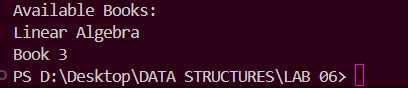 Available Books:
Linear Algebra
Book 3
PS D:\Desktop\DATA STRUCTURES\LAB 06>